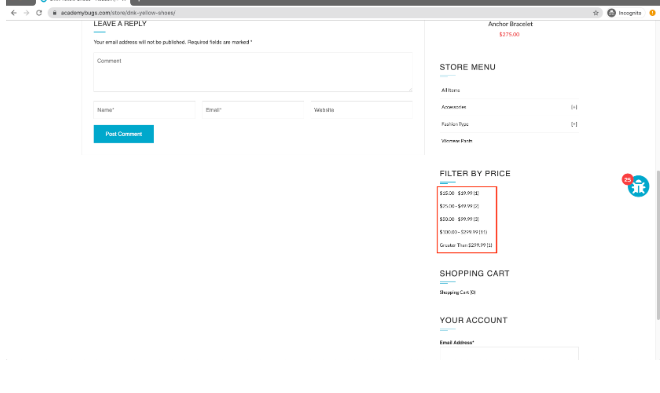 academybugs.com/store/dnk-yellow-shoes/
Incognito
LEAVE A REPLY
Your email address will not be published. Required fields are marked *
Comment
Name*
Email*
Website
Post Comment
Anchor Bracelet
$275.00
STORE MENU
All Items
Accessories [+]
Fashion Type [+]
Women Pants
FILTER BY PRICE
$15.00 - $19.99 (1)
$25.00 - $49.99 (2)
$50.00 - $99.99 (3)
$100.00 - $299.99 (11)
Greater Than $299.99 (1)
25
SHOPPING CART
Shopping Cart (0)
YOUR ACCOUNT
Email Address*